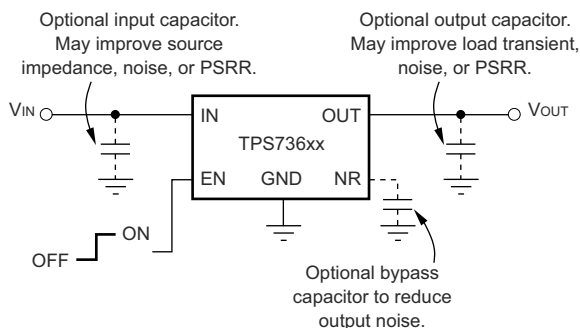 Optional input capacitor.
May improve source
impedance, noise, or PSRR.
Optional output capacitor.
May improve load transient,
noise, or PSRR.
VIN
IN
OUT
VOUT
TPS736xx
EN
GND
NR
ON
OFF
Optional bypass
capacitor to reduce
output noise.